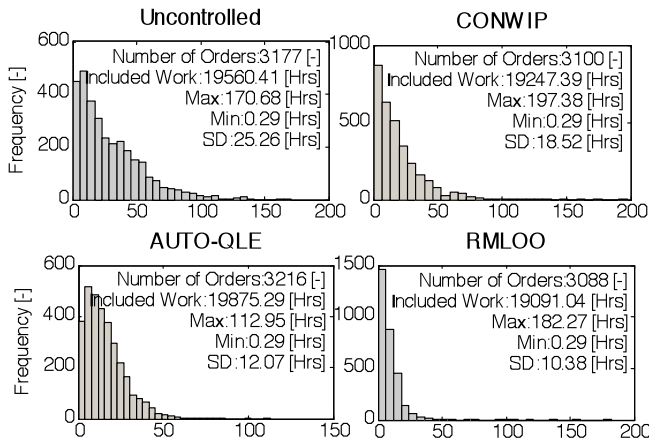 Uncontrolled
600
400
200
0
Frequency [-]
Number of Orders:3177 [-]
Included Work:19560.41 [Hrs]
Max:170.68 [Hrs]
Min:0.29 [Hrs]
SD:25.26 [Hrs]
0 50 100 150 200
CONWIP
1000
500
0
Number of Orders:3100 [-]
Included Work:19247.39 [Hrs]
Max:197.38 [Hrs]
Min:0.29 [Hrs]
SD:18.52 [Hrs]
0 50 100 150 200
AUTO-QLE
600
400
200
0
Frequency [-]
Number of Orders:3216 [-]
Included Work:19875.29 [Hrs]
Max:112.95 [Hrs]
Min:0.29 [Hrs]
SD:12.07 [Hrs]
0 50 100 150
RMLOO
1500
1000
500
0
Number of Orders:3088 [-]
Included Work:19091.04 [Hrs]
Max:182.27 [Hrs]
Min:0.29 [Hrs]
SD:10.38 [Hrs]
0 50 100 150 200